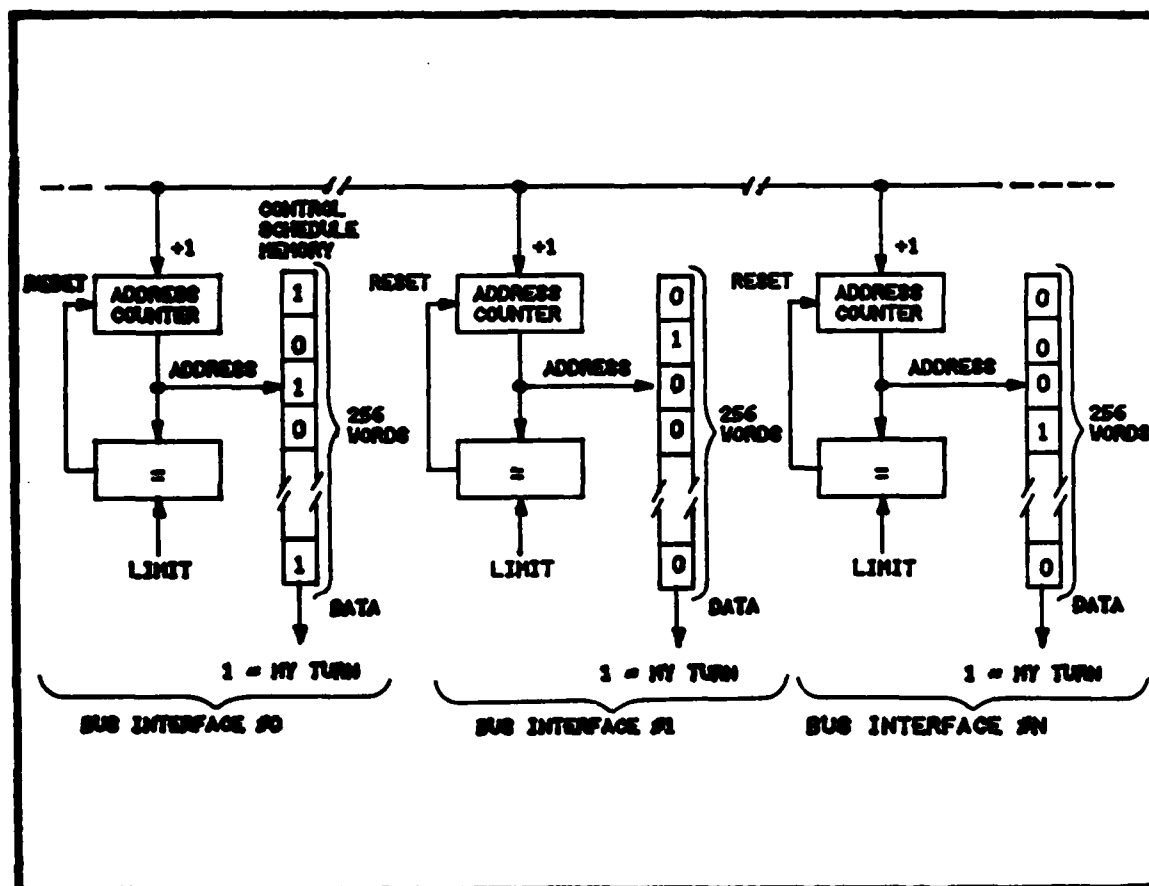 CONTROL
SCHEDULE
MEMORY
+1
RESET
ADDRESS
COUNTER
ADDRESS
=
LIMIT
1
0
1
0
1
256
WORDS
DATA
1 = MY TURN
BUS INTERFACE #0
+1
RESET
ADDRESS
COUNTER
ADDRESS
=
LIMIT
0
1
0
0
0
256
WORDS
DATA
1 = MY TURN
BUS INTERFACE #1
+1
RESET
ADDRESS
COUNTER
ADDRESS
=
LIMIT
0
0
0
1
0
256
WORDS
DATA
1 = MY TURN
BUS INTERFACE #N